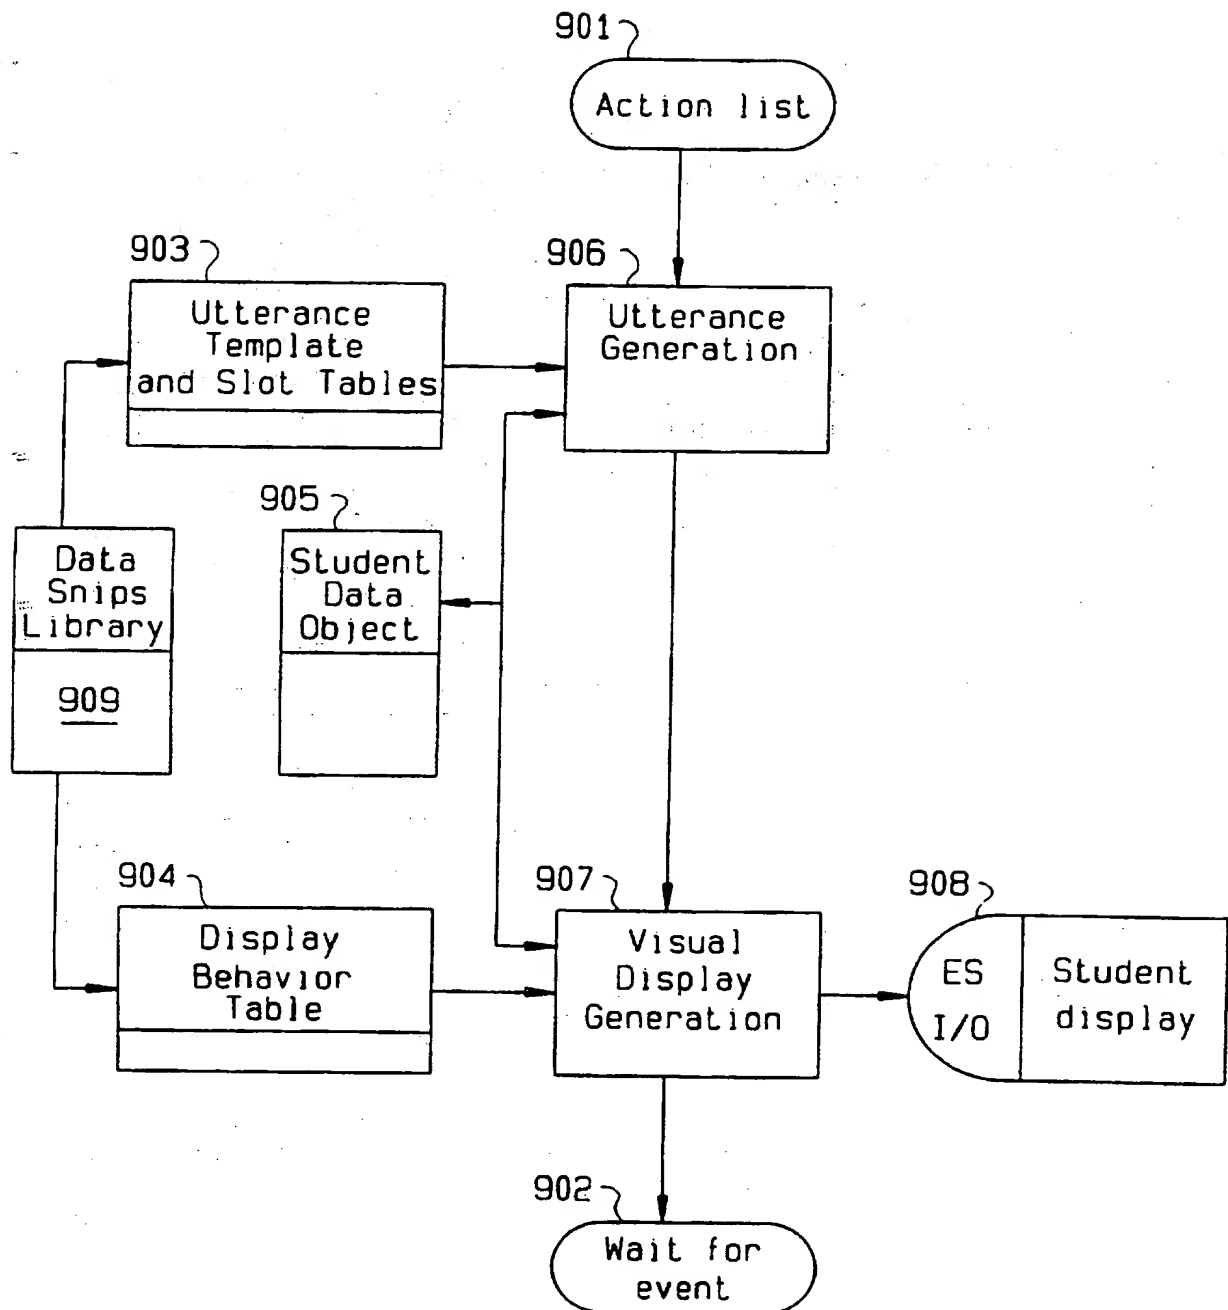 901
Action list
903
Utterance
Template
and Slot Tables
906
Utterance
Generation
905
Student
Data
Object
Data
Snips
Library
909
904
Display
Behavior
Table
907
Visual
Display
Generation
908
ES
I/O
Student
display
902
Wait for
event